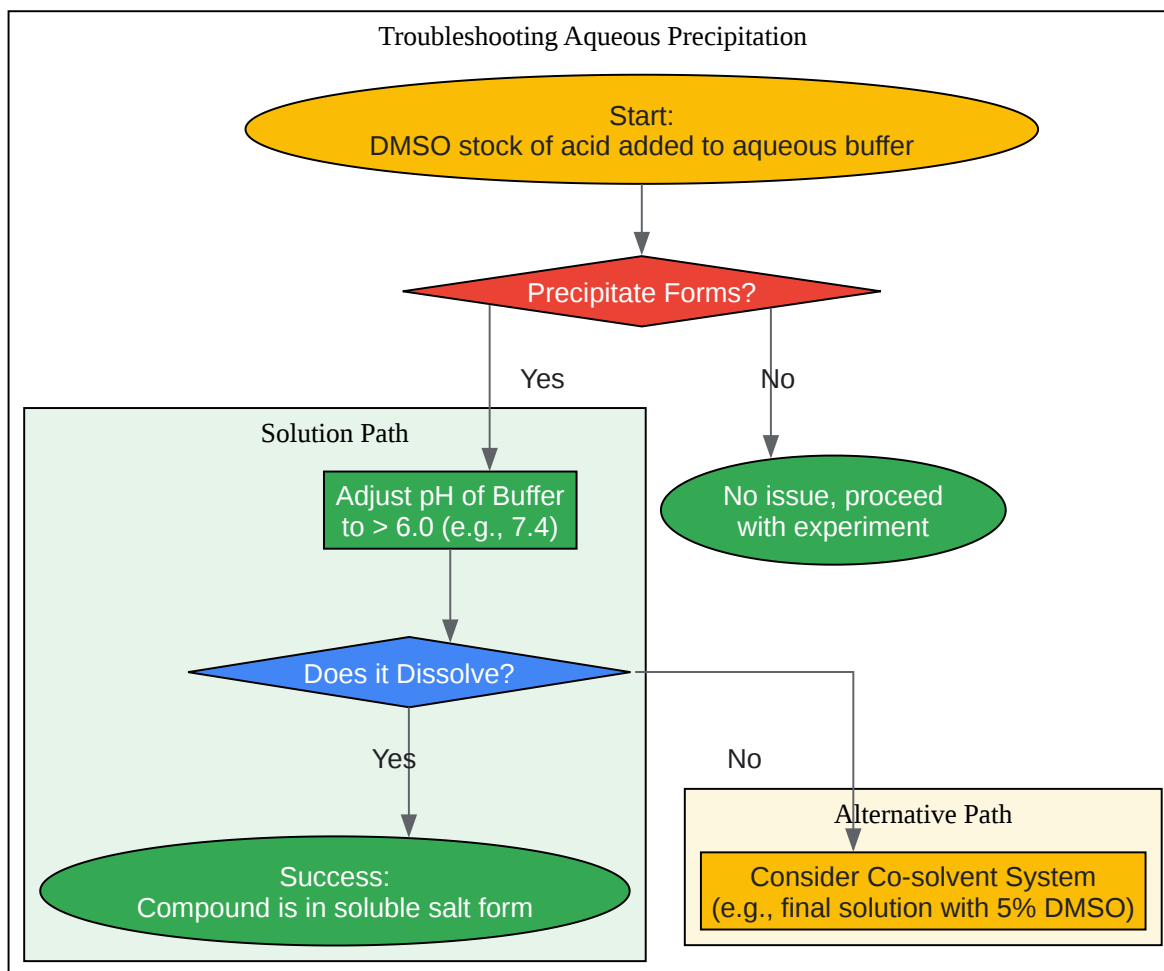 Troubleshooting Aqueous Precipitation
Start:
DMSO stock of acid added to aqueous buffer
Precipitate Forms?
Yes
No
Solution Path
Adjust pH of Buffer
to > 6.0 (e.g., 7.4)
No issue, proceed
with experiment
Does it Dissolve?
Yes
No
Alternative Path
Success:
Compound is in soluble salt form
Consider Co-solvent System
(e.g., final solution with 5% DMSO)